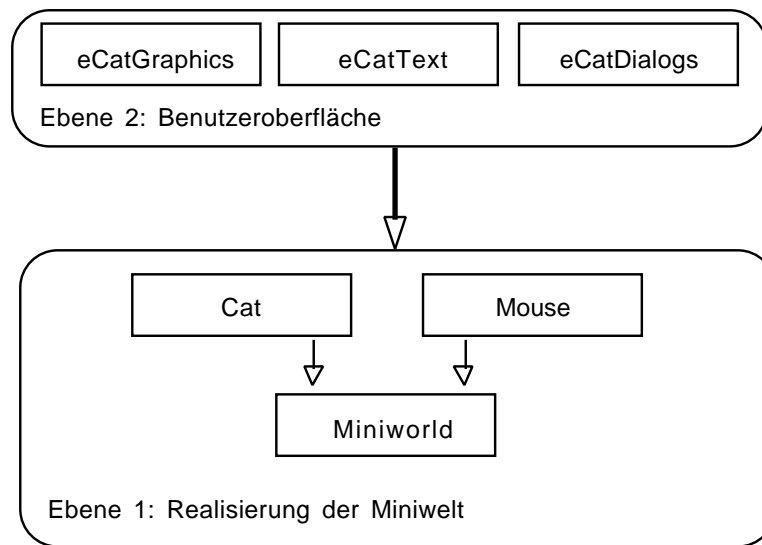 eCatGraphics
eCatText
eCatDialogs
Ebene 2: Benutzeroberfläche
Cat
Mouse
Miniworld
Ebene 1: Realisierung der Miniwelt